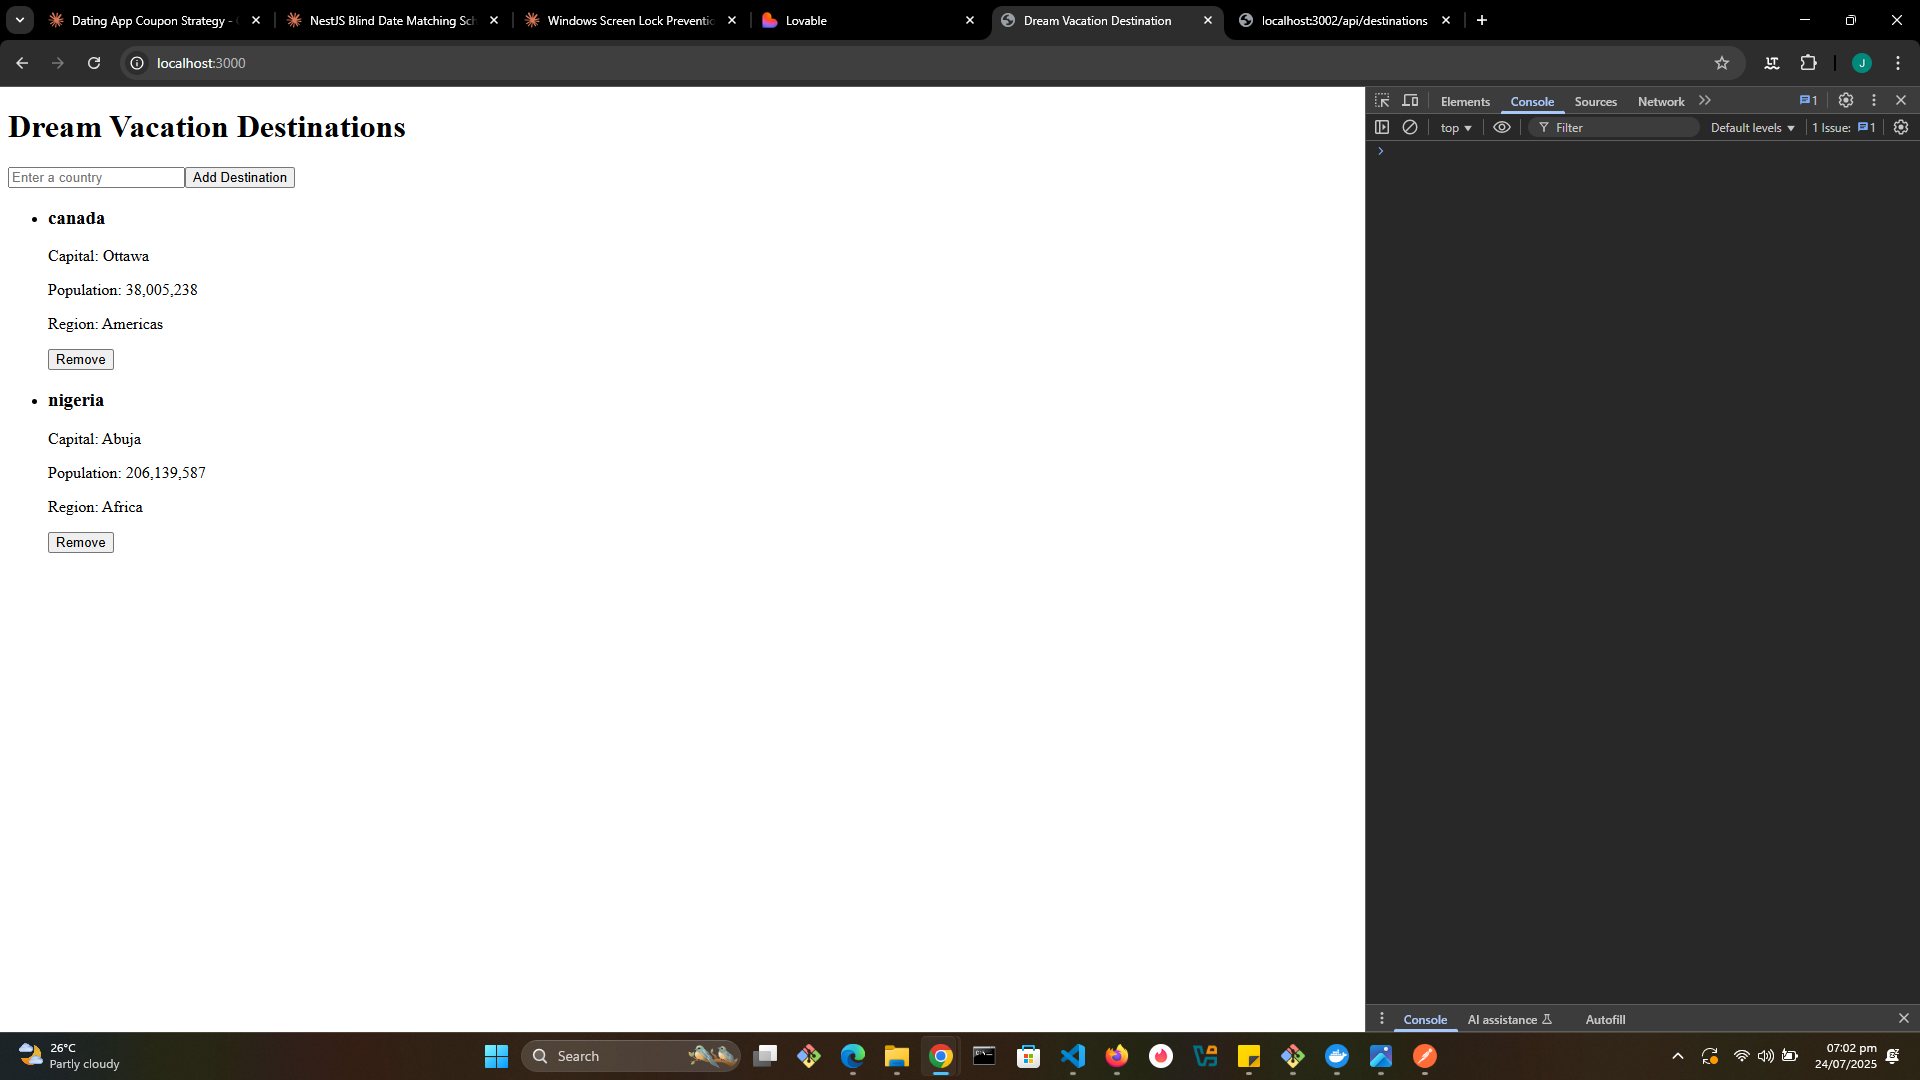 Dating App Coupon Strategy -
NestJS Blind Date Matching Sch
Windows Screen Lock Preventio
Lovable
Dream Vacation Destination
localhost:3002/api/destinations
localhost:3000
J
Dream Vacation Destinations
Enter a country
Add Destination
canada
Capital: Ottawa
Population: 38,005,238
Region: Americas
Remove
nigeria
Capital: Abuja
Population: 206,139,587
Region: Africa
Remove
Elements
Console
Sources
Network
1
top
Filter
Default levels
1 Issue:
1
Console
AI assistance
Autofill
26°C
Partly cloudy
Search
07:02 pm
24/07/2025